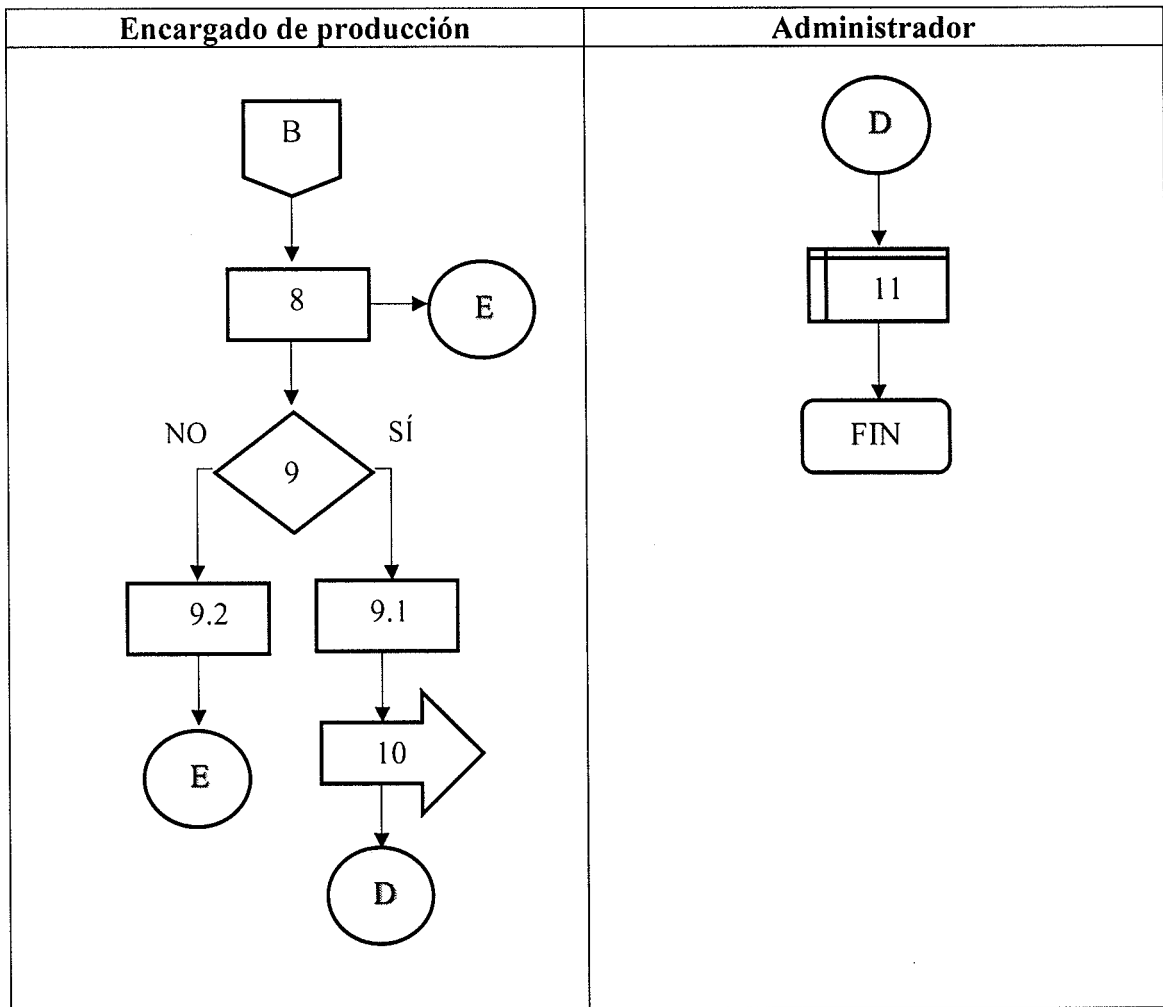 Encargado de producción
Administrador
B
8
E
NO
SÍ
9
9.2
9.1
E
10
D
D
11
FIN